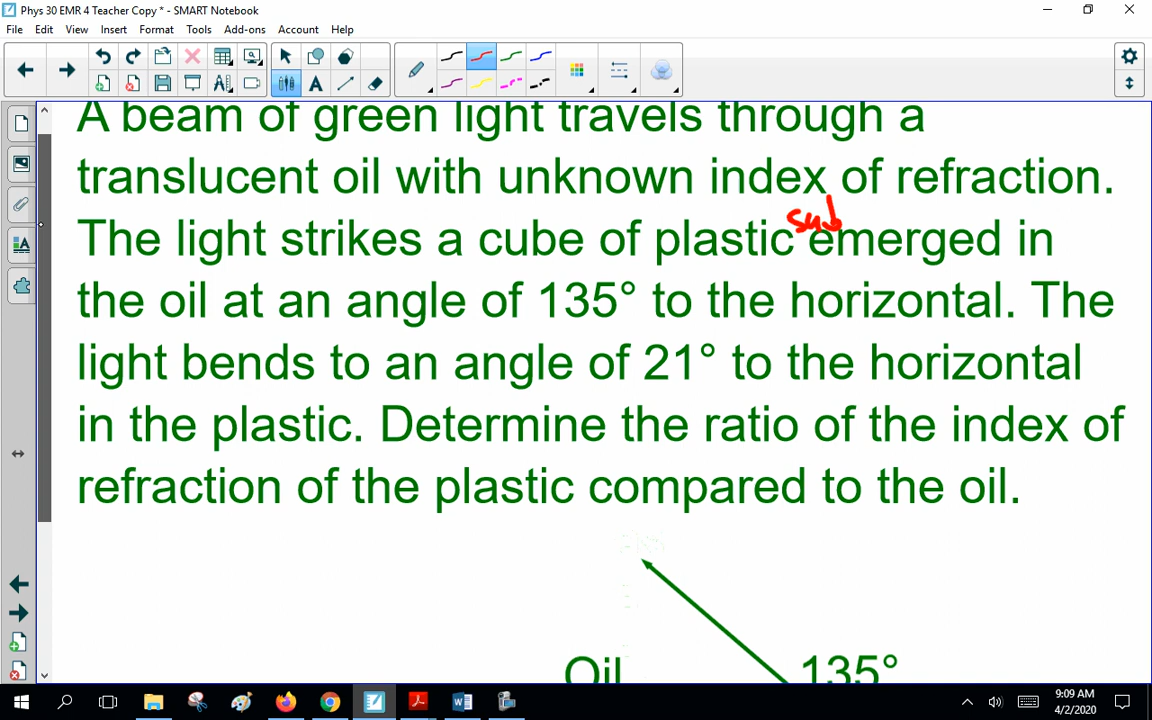 Phys 30 EMR 4 Teacher Copy * - SMART Notebook
File Edit View Insert Format Tools Add-ons Account Help
A beam of green light travels through a
translucent oil with unknown index of refraction.
sub
The light strikes a cube of plastic emerged in
the oil at an angle of 135° to the horizontal. The
light bends to an angle of 21° to the horizontal
in the plastic. Determine the ratio of the index of
refraction of the plastic compared to the oil.
Oil 135°
9:09 AM
4/2/2020